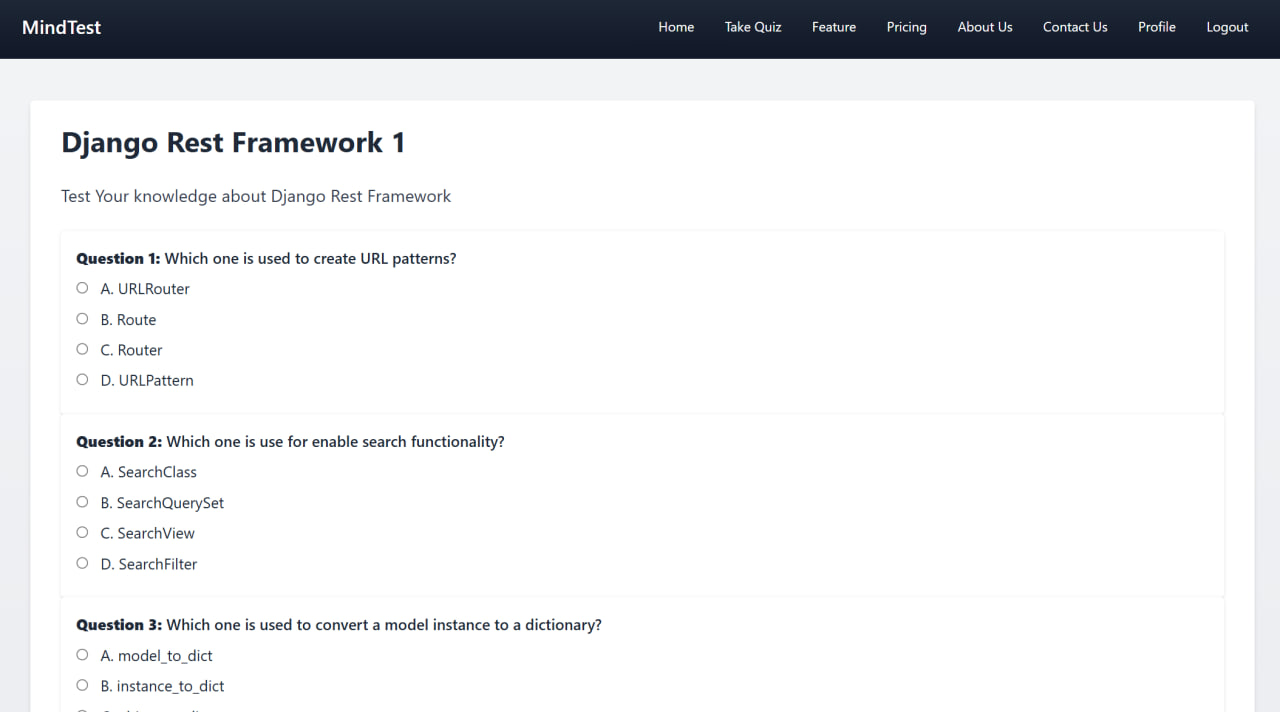 MindTest
Home Take Quiz Feature Pricing About Us Contact Us Profile Logout
Django Rest Framework 1
Test Your knowledge about Django Rest Framework
Question 1: Which one is used to create URL patterns?
A. URLRouter
B. Route
C. Router
D. URLPattern
Question 2: Which one is use for enable search functionality?
A. SearchClass
B. SearchQuerySet
C. SearchView
D. SearchFilter
Question 3: Which one is used to convert a model instance to a dictionary?
A. model_to_dict
B. instance_to_dict